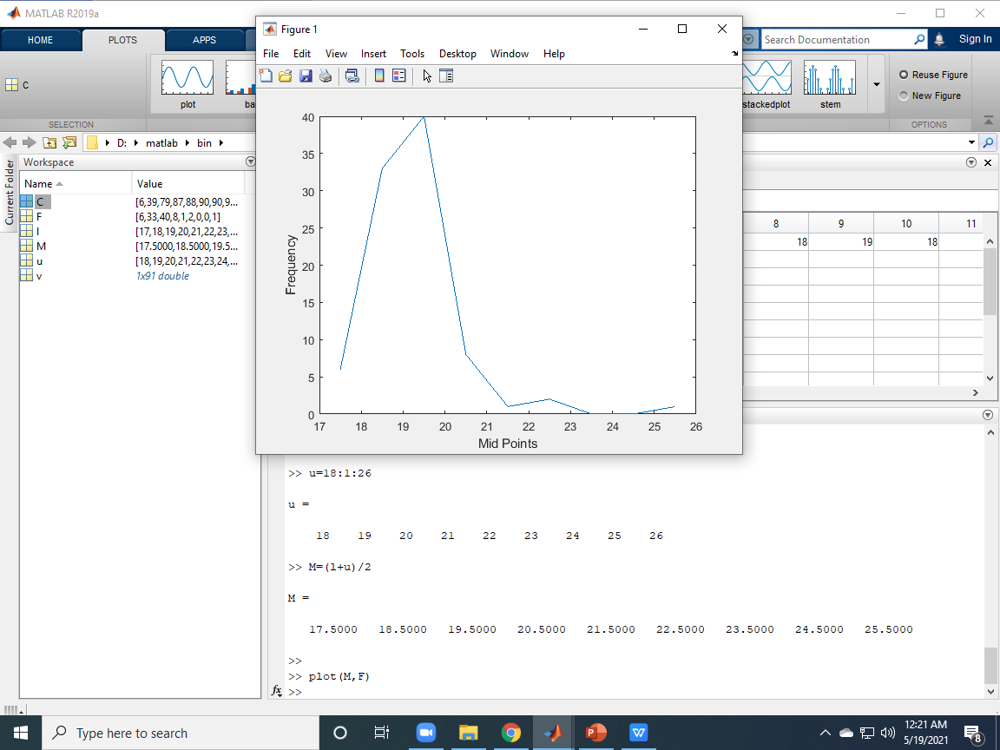 MATLAB R2019a
HOME
PLOTS
APPS
Search Documentation
Sign In
C
plot
ba
stackedplot
stem
Reuse Figure
New Figure
SELECTION
OPTIONS
D: matlab bin
Current Folder
Workspace
Name Value
C [6,39,79,87,88,90,90,9...
F [6,33,40,8,1,2,0,0,1]
l [17,18,19,20,21,22,23,...
M [17.5000,18.5000,19.5...
u [18,19,20,21,22,23,24,...
v 1x91 double
Figure 1
File Edit View Insert Tools Desktop Window Help
40
35
30
25
20
15
10
5
0
Frequency
17 18 19 20 21 22 23 24 25 26
Mid Points
8 9 10 11
18 19 18
>> u=18:1:26
u =
18 19 20 21 22 23 24 25 26
>> M=(l+u)/2
M =
17.5000 18.5000 19.5000 20.5000 21.5000 22.5000 23.5000 24.5000 25.5000
>>
>> plot(M,F)
fx >>
Type here to search
12:21 AM
5/19/2021
8